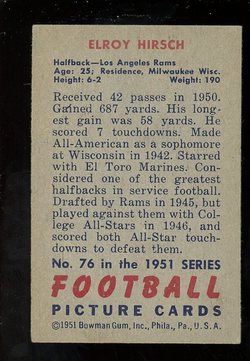 ELROY HIRSCH
Halfback—Los Angeles Rams
Age: 25; Residence, Milwaukee Wisc.
Height: 6-2 Weight: 190
Received 42 passes in 1950.
Gained 687 yards. His long-
est gain was 58 yards. He
scored 7 touchdowns. Made
All-American as a sophomore
at Wisconsin in 1942. Starred
with El Toro Marines. Con-
sidered one of the greatest
halfbacks in service football.
Drafted by Rams in 1945, but
played against them with Col-
lege All-Stars in 1946, and
scored both All-Star touch-
downs to defeat them.
No. 76 in the 1951 SERIES
FOOTBALL
PICTURE CARDS
©1951 Bowman Gum, Inc., Phila., Pa., U. S. A.